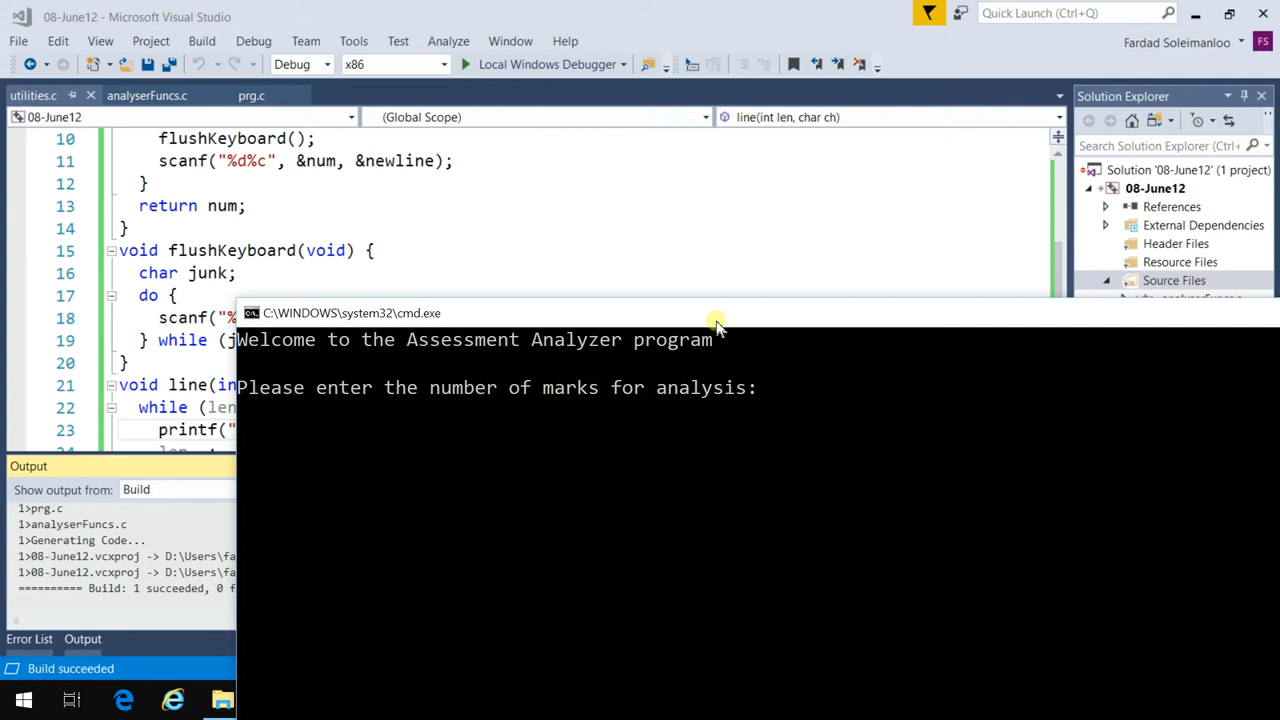 08-June12 - Microsoft Visual Studio
Quick Launch (Ctrl+Q)
File Edit View Project Build Debug Team Tools Test Analyze Window Help
Fardad Soleimanloo FS
Debug x86 Local Windows Debugger
utilities.c analyserFuncs.c prg.c
Solution Explorer
08-June12 (Global Scope) line(int len, char ch)
Search Solution Explorer (Ctrl+
Solution '08-June12' (1 project)
08-June12
References
External Dependencies
Header Files
Resource Files
Source Files
10 flushKeyboard();
11 scanf("%d%c", &num, &newline);
12 }
13 return num;
14 }
15 void flushKeyboard(void) {
16 char junk;
17 do {
18 scanf("%
19 } while (j
20 }
21 void line(in
22 while (len
23 printf("
C:\WINDOWS\system32\cmd.exe
Welcome to the Assessment Analyzer program
Please enter the number of marks for analysis:
Output
Show output from: Build
1>prg.c
1>analyserFuncs.c
1>Generating Code...
1>08-June12.vcxproj -> D:\Users\fa
1>08-June12.vcxproj -> D:\Users\fa
========== Build: 1 succeeded, 0 f
Error List Output
Build succeeded